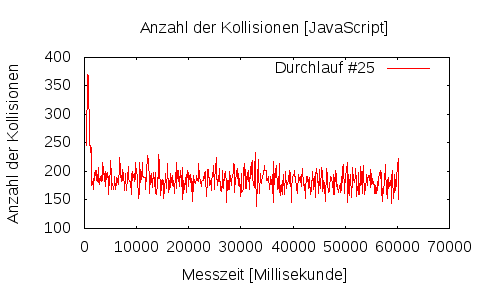 Anzahl der Kollisionen [JavaScript]
Anzahl der Kollisionen
400
350
300
250
200
150
100
Durchlauf #25
0 10000 20000 30000 40000 50000 60000 70000
Messzeit [Millisekunde]